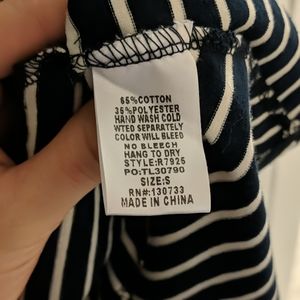 65%COTTON
35%POLYESTER
HAND WASH COLD
WTED SEPARATELY
COLOR WILL BLEED
NO BLEECH
HANG TO DRY
STYLE:R7925
PO:TL30790
SIZE:S
RN#:130733
MADE IN CHINA